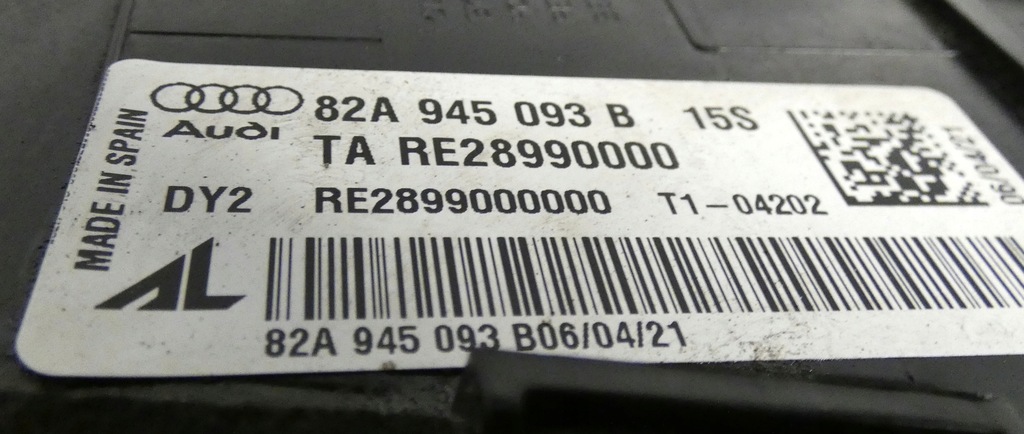 MADE IN SPAIN
Audi
82A 945 093 B 15S
TA RE28990000
DY2 RE2899000000 T1-04202
AL
82A 945 093 B06/04/21